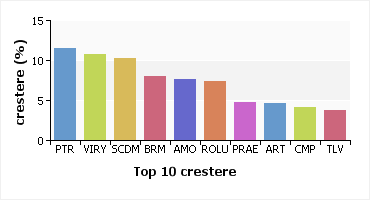 crestere (%)
15
10
5
0
PTR VIRY SCDM BRM AMO ROLU PRAE ART CMP TLV
Top 10 crestere